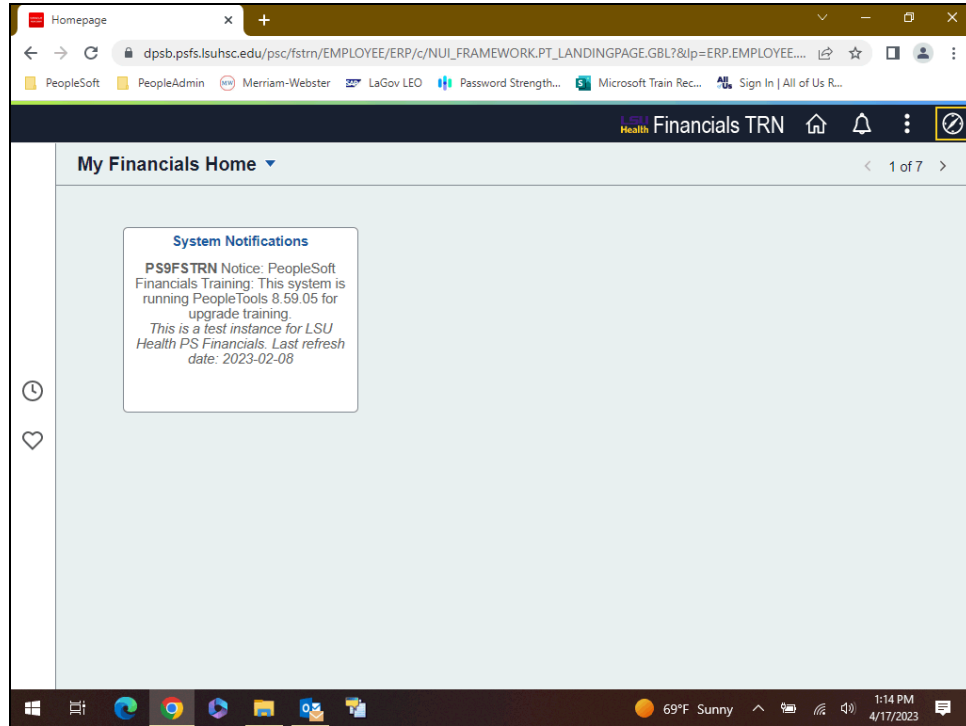 Homepage
dpsb.psfs.lsuhsc.edu/psc/fstrn/EMPLOYEE/ERP/c/NUI_FRAMEWORK.PT_LANDINGPAGE.GBL?&lp=ERP.EMPLOYEE....
PeopleSoft PeopleAdmin Merriam-Webster LaGov LEO Password Strength... Microsoft Train Rec... Sign In | All of Us R...
LSU Health Financials TRN
My Financials Home 1 of 7
System Notifications
PS9FSTRN Notice: PeopleSoft
Financials Training: This system is
running PeopleTools 8.59.05 for
upgrade training.
This is a test instance for LSU
Health PS Financials. Last refresh
date: 2023-02-08
69°F Sunny 1:14 PM
4/17/2023